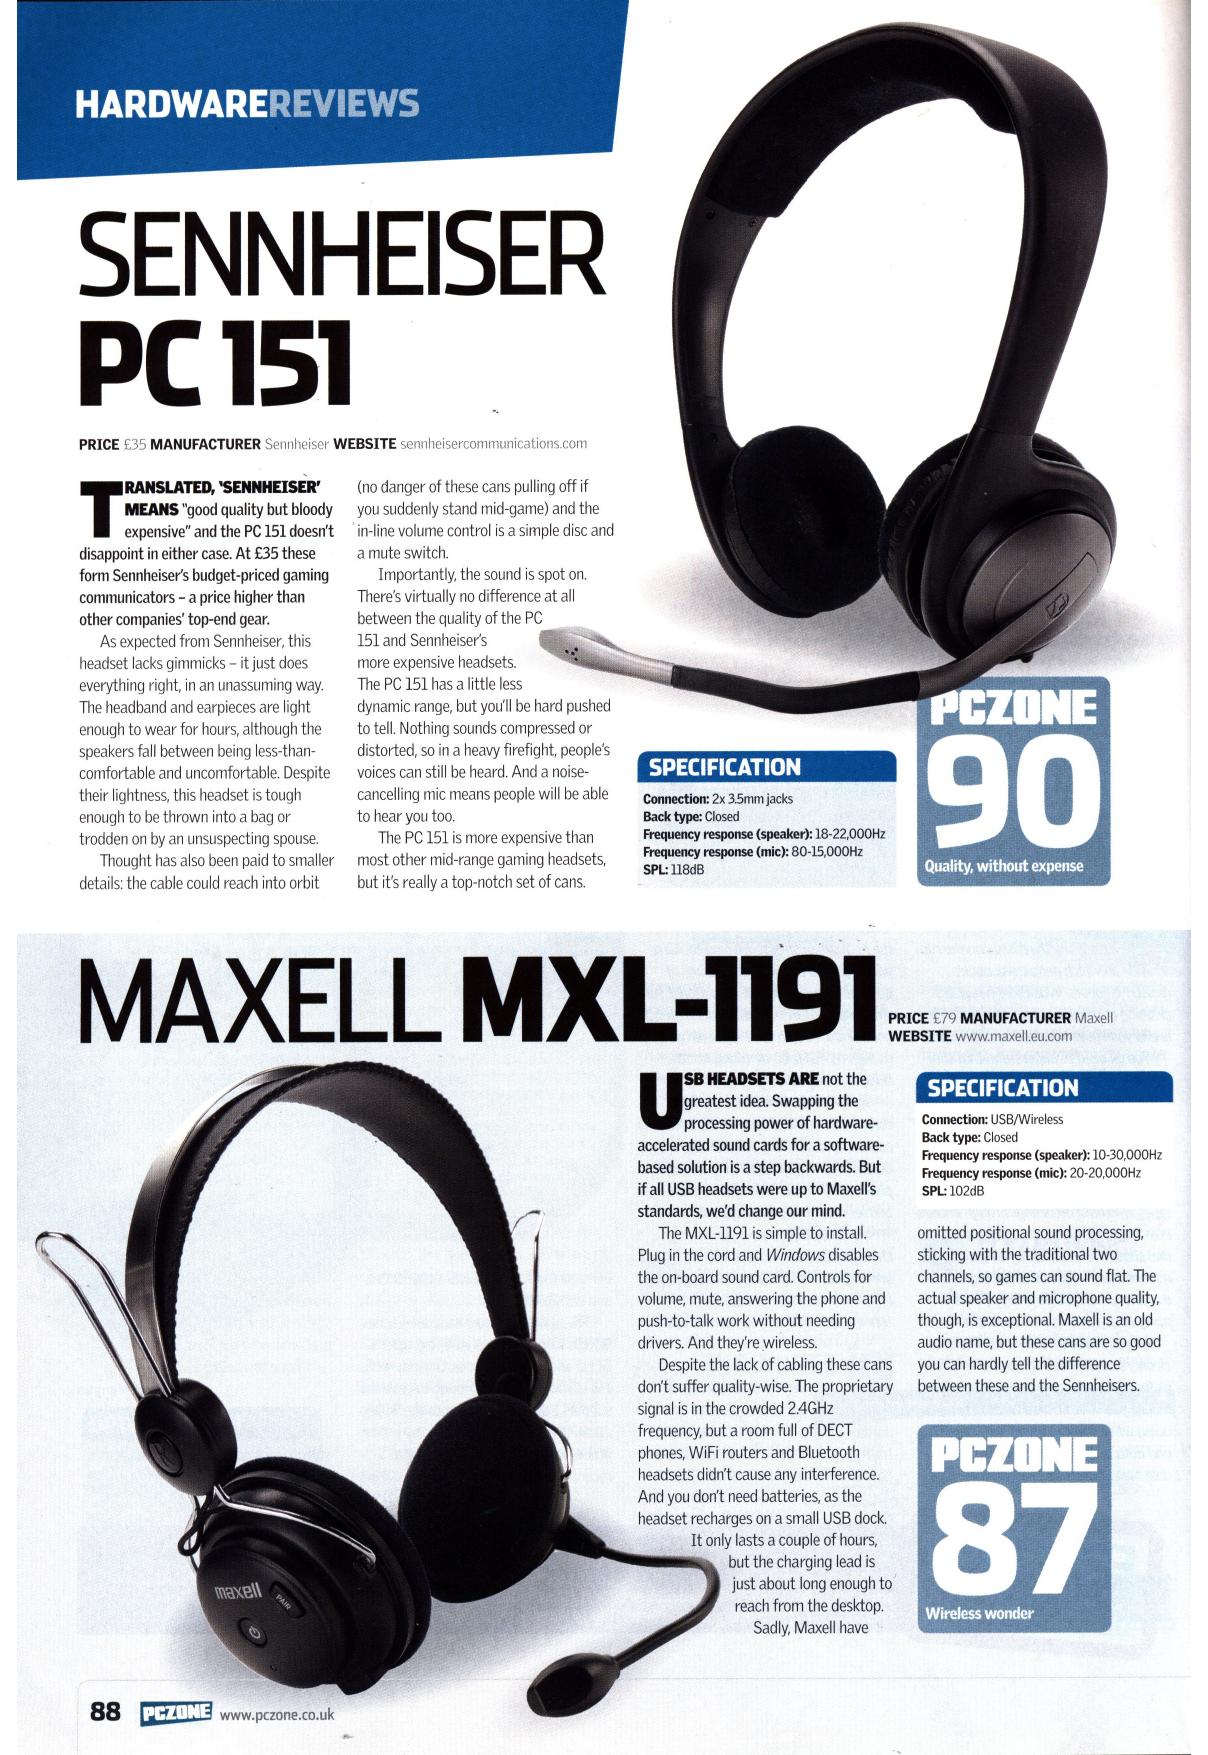 HARDWAREREVIEWS
SENNHEISER
PC 151
PRICE £35 MANUFACTURER Sennheiser WEBSITE sennheisercommunications.com
TRANSLATED, 'SENNHEISER'
MEANS "good quality but bloody
expensive" and the PC 151 doesn't
disappoint in either case. At £35 these
form Sennheiser's budget-priced gaming
communicators – a price higher than
other companies' top-end gear.
As expected from Sennheiser, this
headset lacks gimmicks – it just does
everything right, in an unassuming way.
The headband and earpieces are light
enough to wear for hours, although the
speakers fall between being less-than-
comfortable and uncomfortable. Despite
their lightness, this headset is tough
enough to be thrown into a bag or
trodden on by an unsuspecting spouse.
Thought has also been paid to smaller
details: the cable could reach into orbit
(no danger of these cans pulling off if
you suddenly stand mid-game) and the
in-line volume control is a simple disc and
a mute switch.
Importantly, the sound is spot on.
There's virtually no difference at all
between the quality of the PC
151 and Sennheiser's
more expensive headsets.
The PC 151 has a little less
dynamic range, but you'll be hard pushed
to tell. Nothing sounds compressed or
distorted, so in a heavy firefight, people's
voices can still be heard. And a noise-
cancelling mic means people will be able
to hear you too.
The PC 151 is more expensive than
most other mid-range gaming headsets,
but it's really a top-notch set of cans.
SPECIFICATION
Connection: 2x 3.5mm jacks
Back type: Closed
Frequency response (speaker): 18-22,000Hz
Frequency response (mic): 80-15,000Hz
SPL: 118dB
PCZONE
90
Quality, without expense
MAXELL MXL-1191
PRICE £79 MANUFACTURER Maxell
WEBSITE www.maxell.eu.com
USB HEADSETS ARE not the
greatest idea. Swapping the
processing power of hardware-
accelerated sound cards for a software-
based solution is a step backwards. But
if all USB headsets were up to Maxell's
standards, we'd change our mind.
The MXL-1191 is simple to install.
Plug in the cord and Windows disables
the on-board sound card. Controls for
volume, mute, answering the phone and
push-to-talk work without needing
drivers. And they're wireless.
Despite the lack of cabling these cans
don't suffer quality-wise. The proprietary
signal is in the crowded 2.4GHz
frequency, but a room full of DECT
phones, WiFi routers and Bluetooth
headsets didn't cause any interference.
And you don't need batteries, as the
headset recharges on a small USB dock.
It only lasts a couple of hours,
but the charging lead is
just about long enough to
reach from the desktop.
Sadly, Maxell have
SPECIFICATION
Connection: USB/Wireless
Back type: Closed
Frequency response (speaker): 10-30,000Hz
Frequency response (mic): 20-20,000Hz
SPL: 102dB
omitted positional sound processing,
sticking with the traditional two
channels, so games can sound flat. The
actual speaker and microphone quality,
though, is exceptional. Maxell is an old
audio name, but these cans are so good
you can hardly tell the difference
between these and the Sennheisers.
PCZONE
87
Wireless wonder
maxell
PAIR
88 PCZONE www.pczone.co.uk